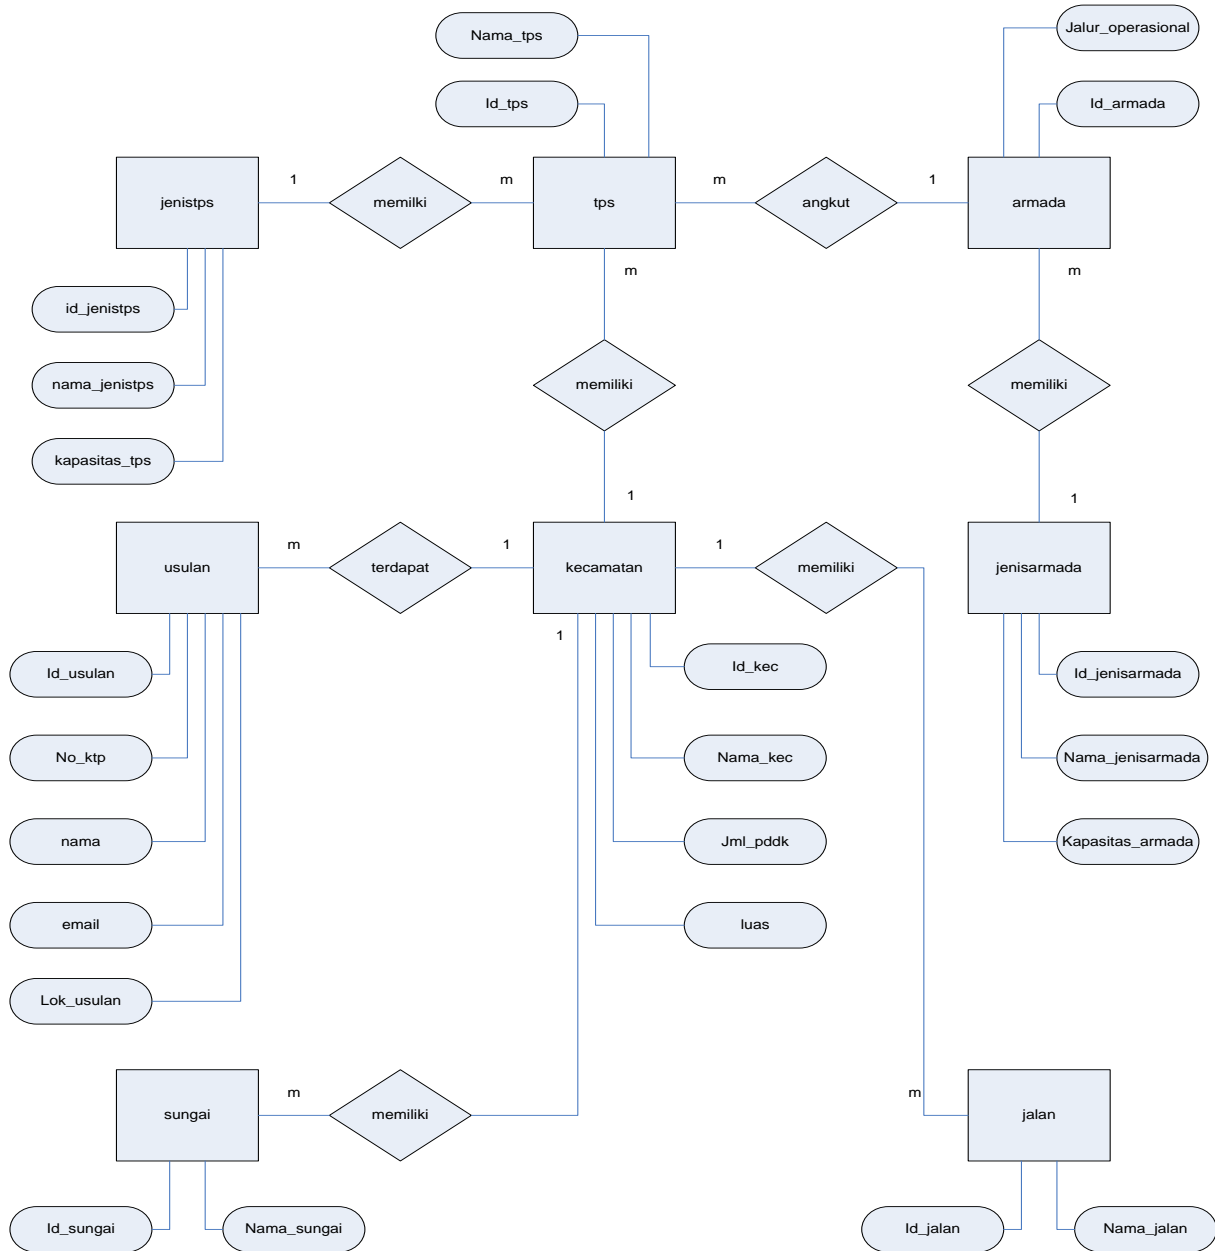 Nama_tps
Jalur_operasional
Id_tps
Id_armada
jenistps
1
memilki
m
tps
m
angkut
1
armada
m
m
id_jenistps
nama_jenistps
memiliki
memiliki
kapasitas_tps
1
1
usulan
m
terdapat
1
kecamatan
1
memiliki
jenisarmada
1
Id_usulan
Id_kec
Id_jenisarmada
No_ktp
Nama_kec
Nama_jenisarmada
nama
Jml_pddk
Kapasitas_armada
email
luas
Lok_usulan
sungai
m
memiliki
m
jalan
Id_sungai
Nama_sungai
Id_jalan
Nama_jalan